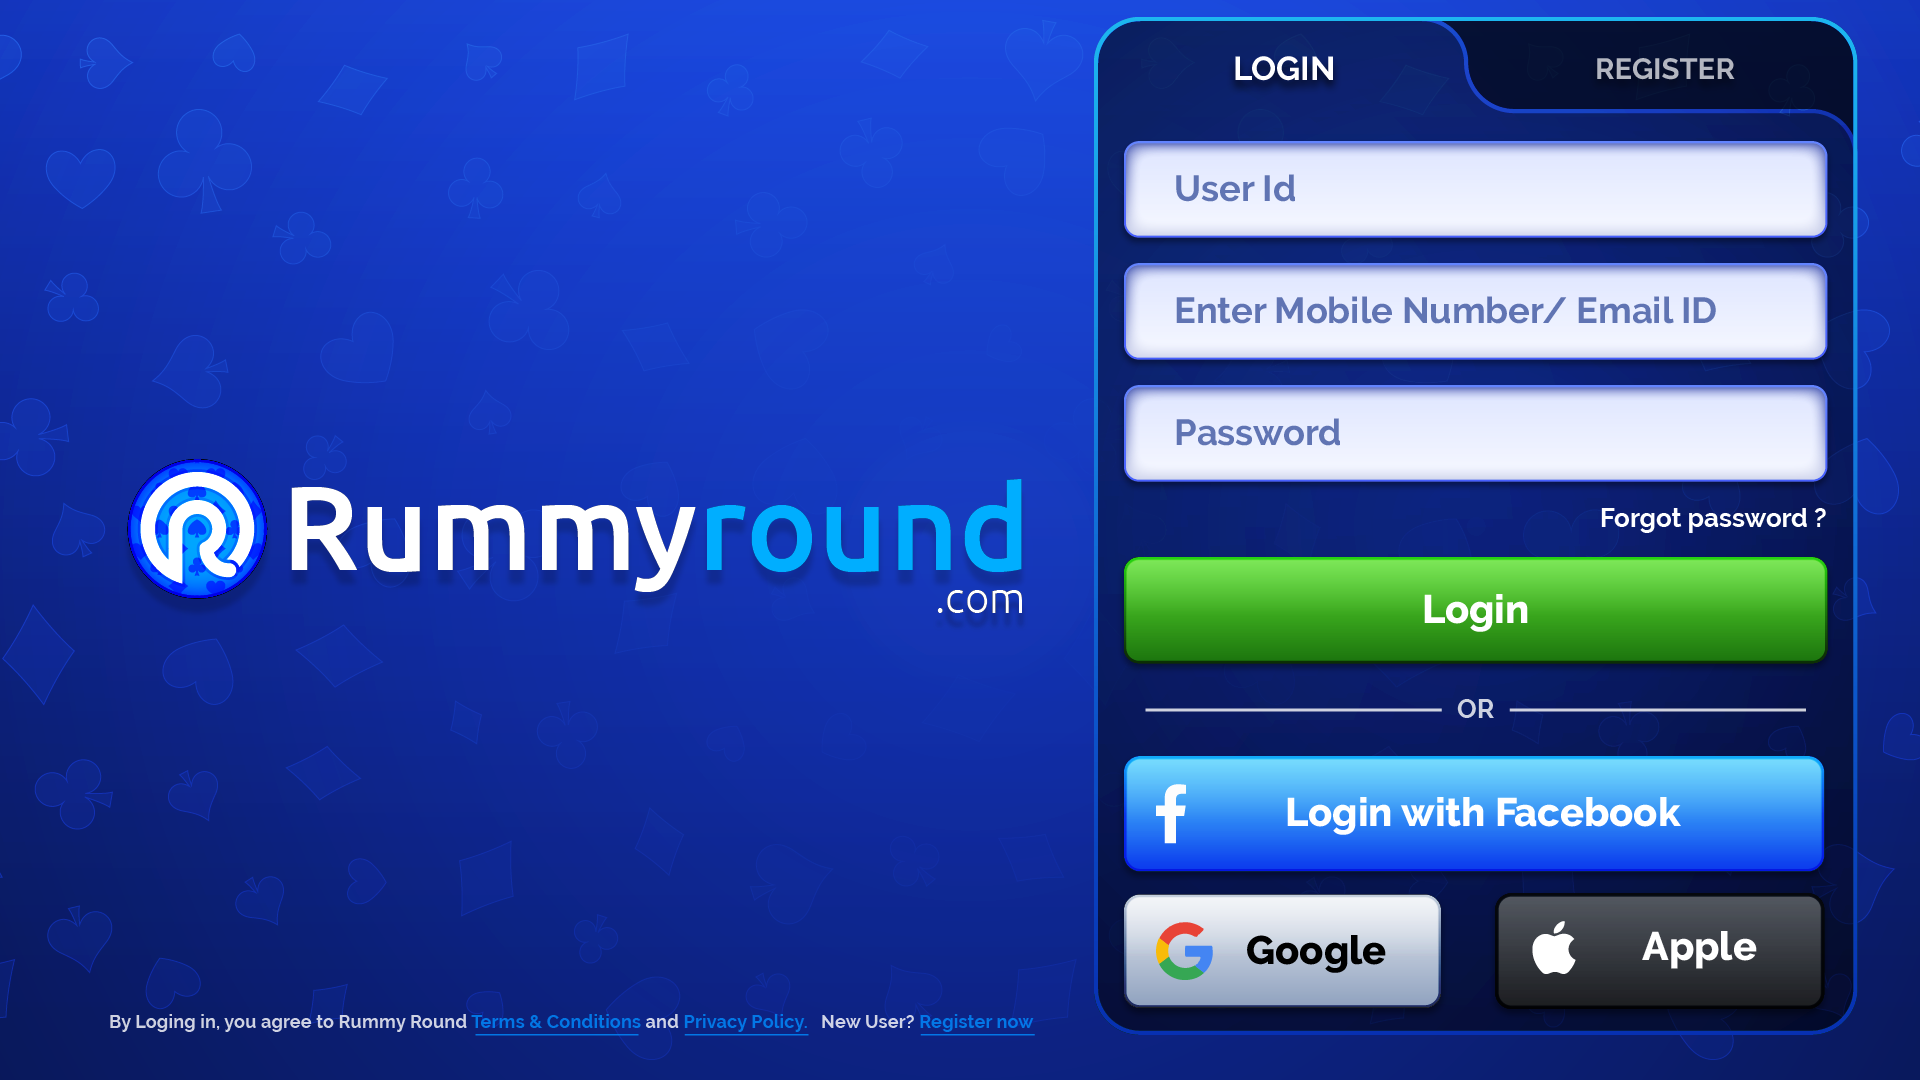 LOGIN
REGISTER
User Id
Enter Mobile Number/ Email ID
Password
Forgot password ?
Login
OR
Login with Facebook
Google
Apple
Rummyround
.com
By Loging in, you agree to Rummy Round Terms & Conditions and Privacy Policy. New User? Register now